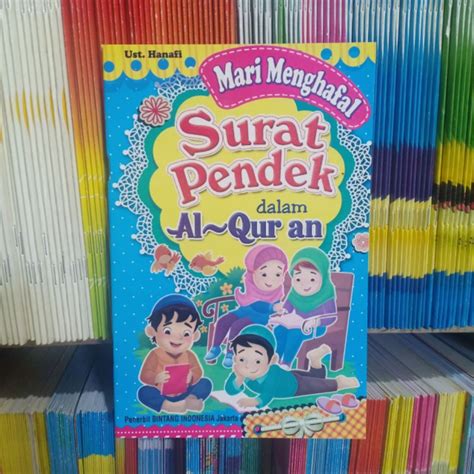 Ust. Hanafi
Mari Menghafal
Surat
Pendek
dalam
Al~Qur an
Penerbit BINTANG INDONESIA Jakarta